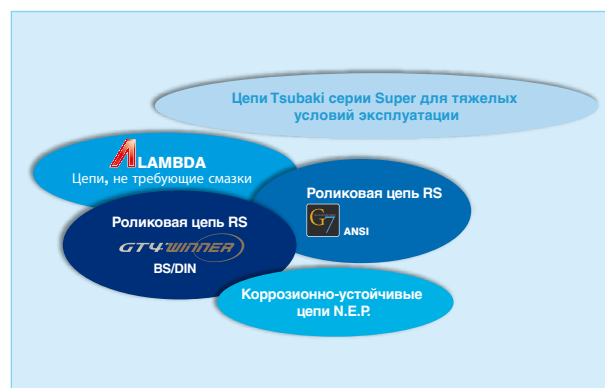 Цепи Tsubaki серии Super для тяжелых
условий эксплуатации
LAMBDA
Цепи, не требующие смазки
Роликовая цепь RS
G7
ANSI
Роликовая цепь RS
GT4 WINNER
BS/DIN
Коррозионно-устойчивые
цепи N.E.P.